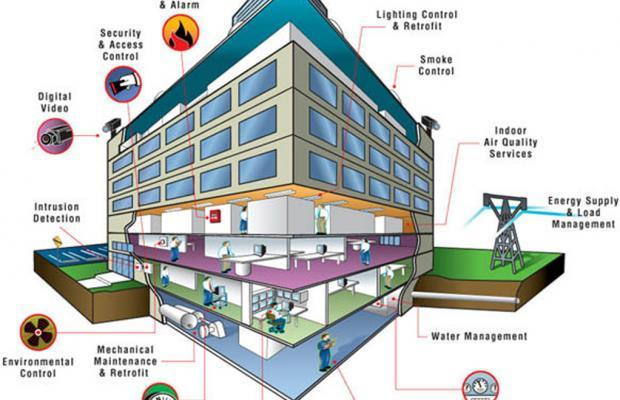 & Alarm
Lighting Control
& Retrofit
Security
& Access
Control
Smoke
Control
Digital
Video
Indoor
Air Quality
Services
Intrusion
Detection
Energy Supply
& Load
Management
Environmental
Control
Mechanical
Maintenance
& Retrofit
Water Management